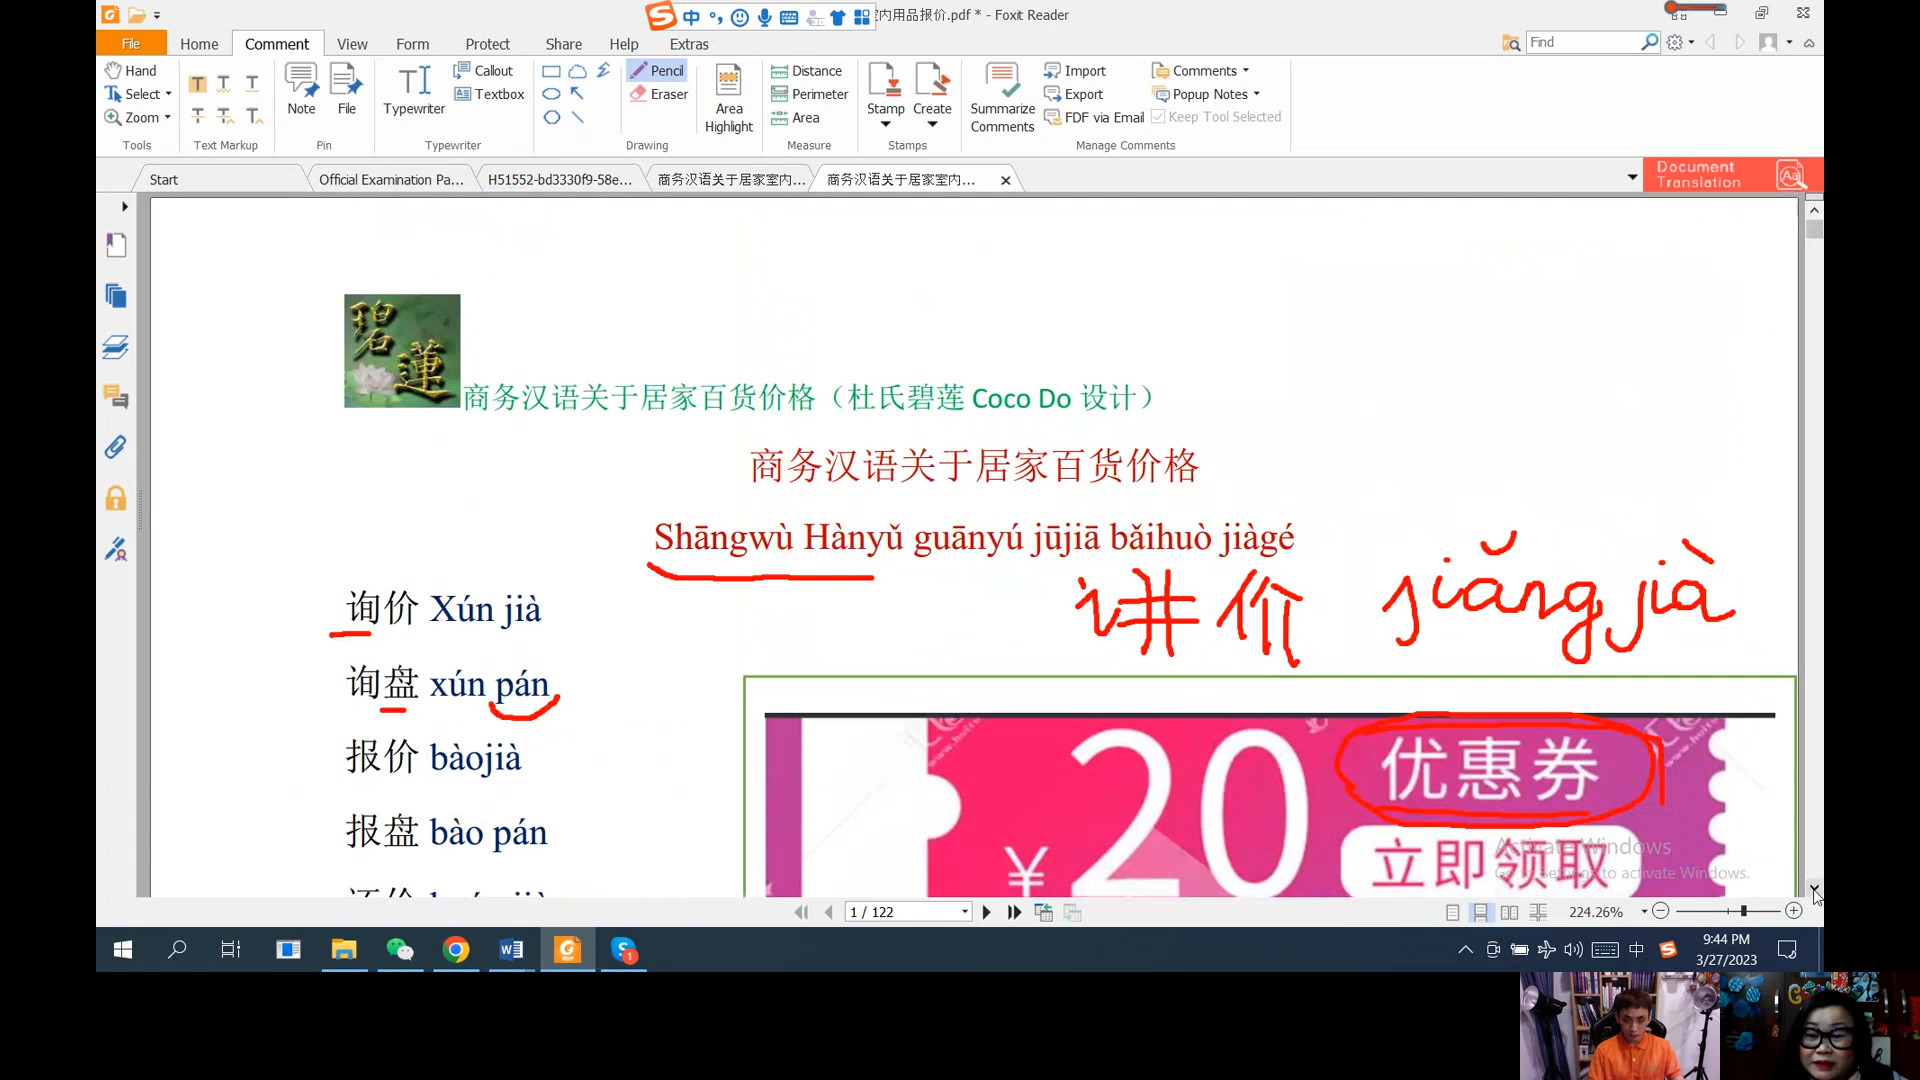 室内用品报价.pdf * - Foxit Reader
中
File Home Comment View Form Protect Share Help Extras
Find
Hand
Select
Zoom
Tools
Text Markup
Note
File
Pin
Typewriter
Callout
Textbox
Typewriter
Pencil
Eraser
Drawing
Area
Highlight
Distance
Perimeter
Area
Measure
Stamp
Create
Stamps
Summarize
Comments
Import
Export
FDF via Email
Comments
Popup Notes
Keep Tool Selected
Manage Comments
Start
Official Examination Pa...
H51552-bd3330f9-58e...
商务汉语关于居家室内...
商务汉语关于居家室内...
Document
Translation
碧
蓮
商务汉语关于居家百货价格（杜氏碧莲 Coco Do 设计）
商务汉语关于居家百货价格
Shāngwù Hànyǔ guānyú jūjiā bǎihuò jiàgé
讲价 jiǎng jià
询价 Xún jià
询盘 xún pán
报价 bàojià
报盘 bào pán
¥20
优惠券
立即领取
Activate Windows
Go to Settings to activate Windows.
1 / 122
224.26%
中
9:44 PM
3/27/2023